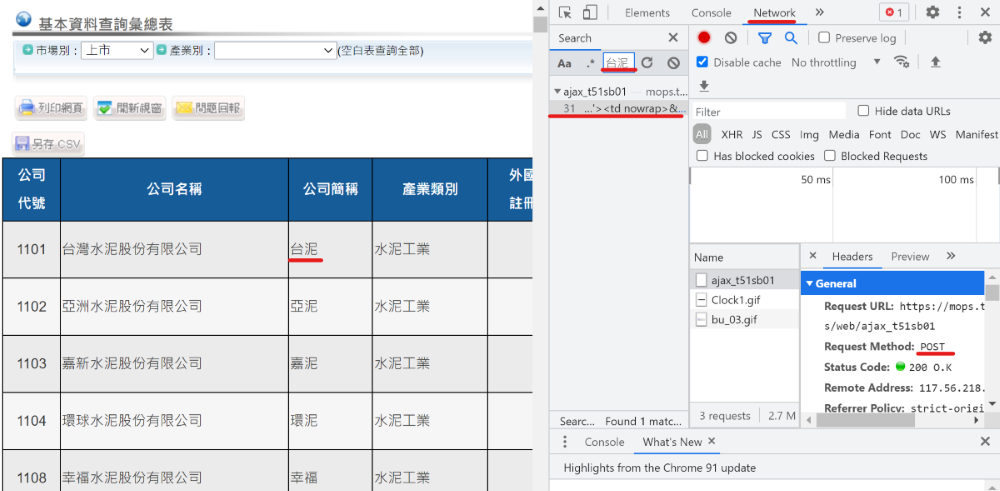 基本資料查詢彙總表
市場別：上市 產業別： (空白表查詢全部)
列印網頁 開新視窗 問題回報
另存 CSV
公司代號 公司名稱 公司簡稱 產業類別 外國 註冊
1101 台灣水泥股份有限公司 台泥 水泥工業
1102 亞洲水泥股份有限公司 亞泥 水泥工業
1103 嘉新水泥股份有限公司 嘉泥 水泥工業
1104 環球水泥股份有限公司 環泥 水泥工業
1108 幸福水泥股份有限公司 幸福 水泥工業
Elements Console Network » 1
Search
Aa .* 台泥
ajax_t51sb01 — mops.t...
31 ...'><td nowrap>&...
Searc... Found 1 matc...
Preserve log
Disable cache No throttling
Filter Hide data URLs
All XHR JS CSS Img Media Font Doc WS Manifest
Has blocked cookies Blocked Requests
50 ms 100 ms
Name
ajax_t51sb01
Clock1.gif
bu_03.gif
3 requests 2.7 M
Headers Preview »
General
Request URL: https://mops.t
s/web/ajax_t51sb01
Request Method: POST
Status Code: 200 O.K
Remote Address: 117.56.218.
Referrer Policy: strict-origi
Console What's New
Highlights from the Chrome 91 update